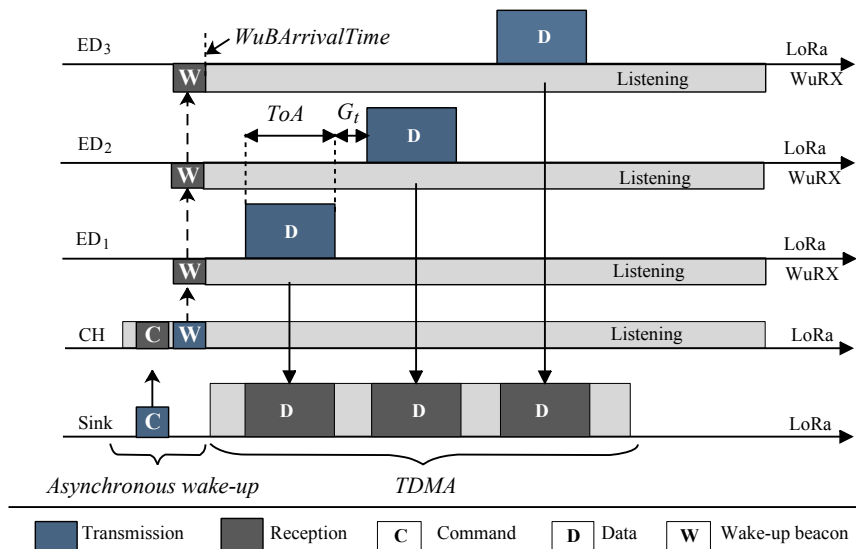 ED3
WuBArrivalTime
D
LoRa
W
Listening
WuRX
ToA
Gt
ED2
D
LoRa
W
Listening
WuRX
ED1
D
LoRa
W
Listening
WuRX
CH
C
W
Listening
LoRa
Sink
C
D
D
D
LoRa
Asynchronous wake-up
TDMA
Transmission
Reception
C Command
D Data
W Wake-up beacon